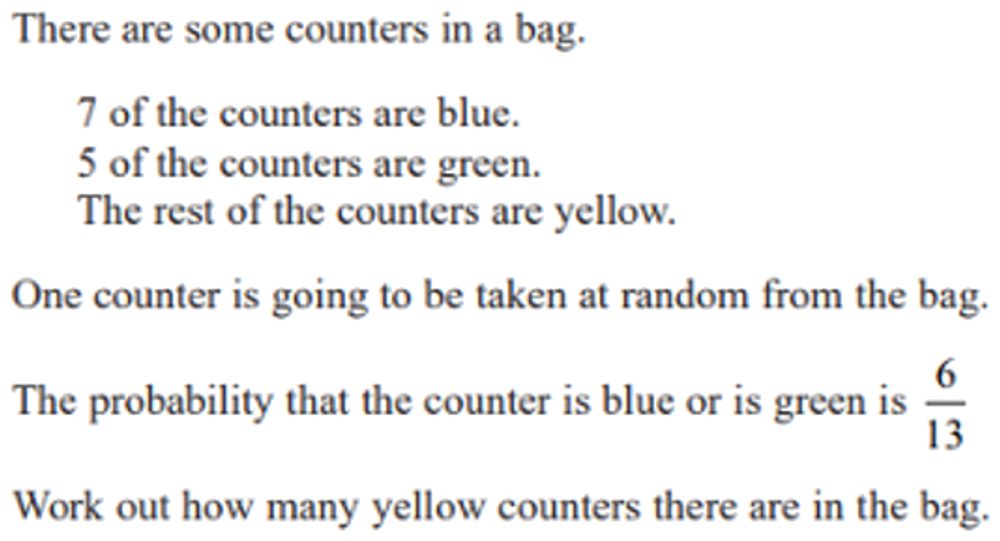 There are some counters in a bag.
7 of the counters are blue.
5 of the counters are green.
The rest of the counters are yellow.
One counter is going to be taken at random from the bag.
The probability that the counter is blue or is green is 6/13
Work out how many yellow counters there are in the bag.